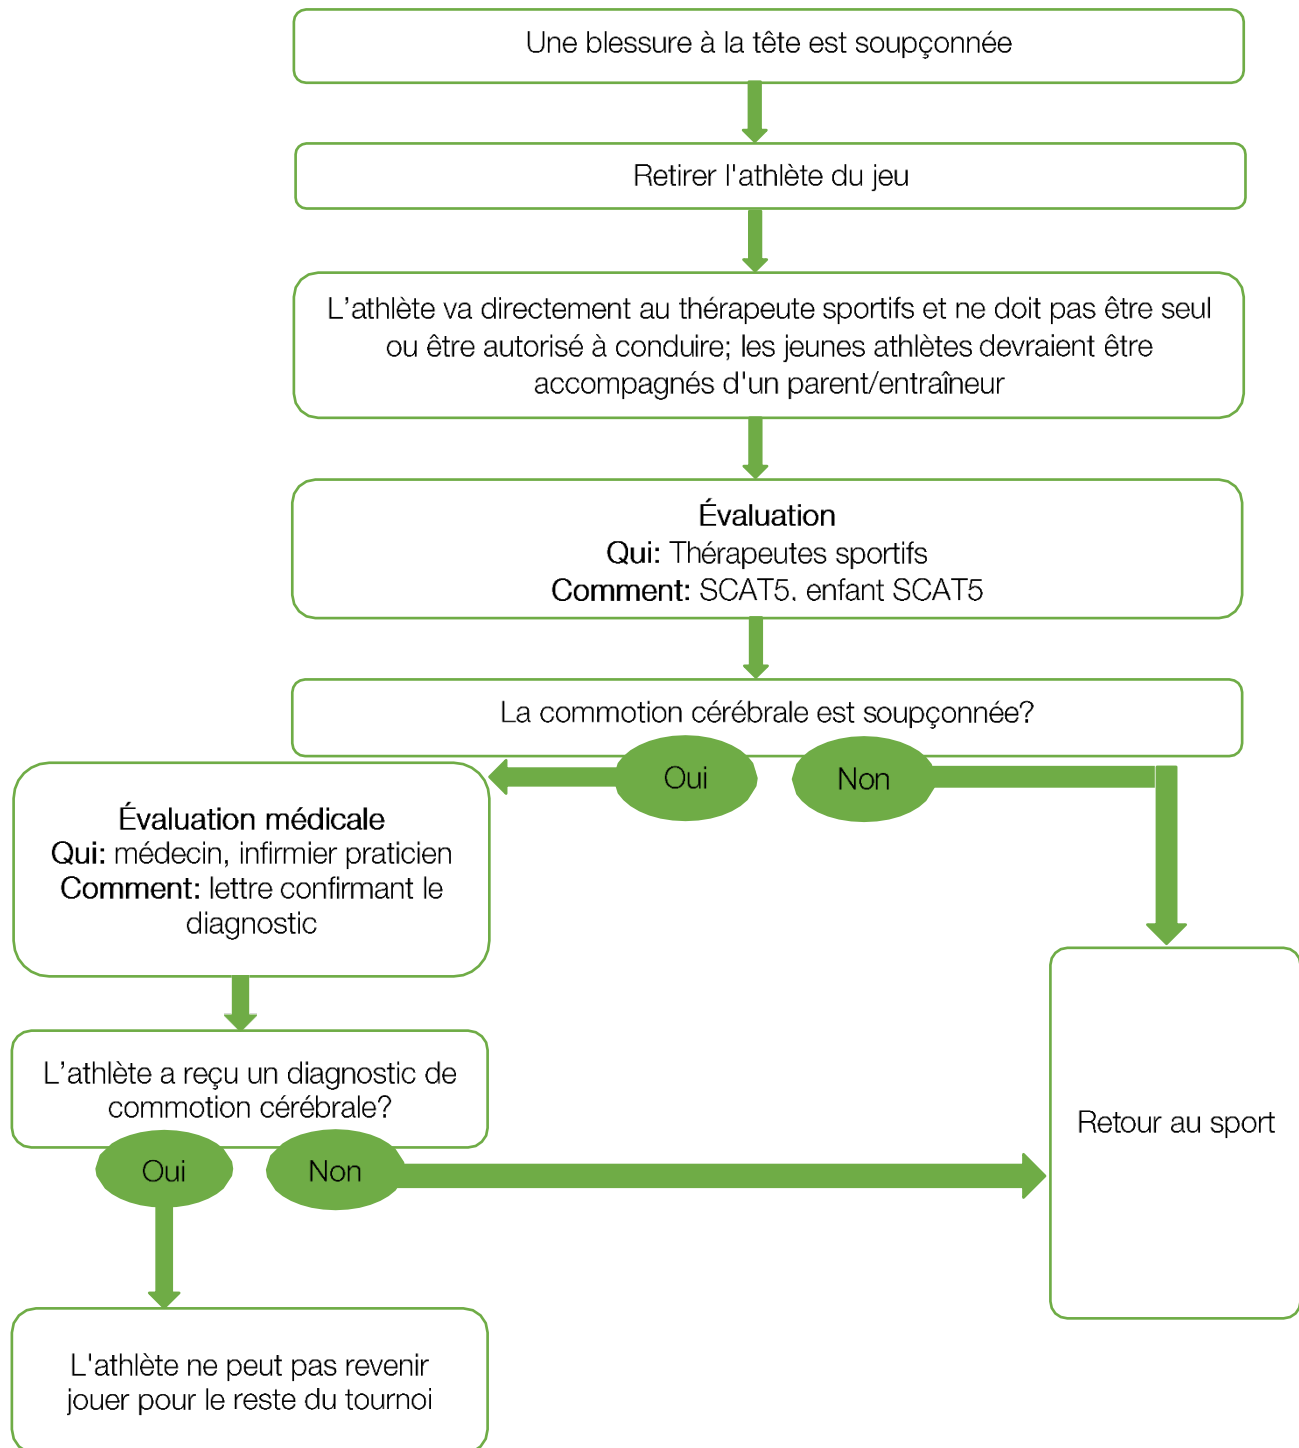 Une blessure à la tête est soupçonnée
Retirer l'athlète du jeu
L'athlète va directement au thérapeute sportifs et ne doit pas être seul
ou être autorisé à conduire; les jeunes athlètes devraient être
accompagnés d'un parent/entraîneur
Évaluation
Qui: Thérapeutes sportifs
Comment: SCAT5. enfant SCAT5
La commotion cérébrale est soupçonnée?
Oui
Non
Évaluation médicale
Qui: médecin, infirmier praticien
Comment: lettre confirmant le
diagnostic
L'athlète a reçu un diagnostic de
commotion cérébrale?
Oui
Non
Retour au sport
L'athlète ne peut pas revenir
jouer pour le reste du tournoi